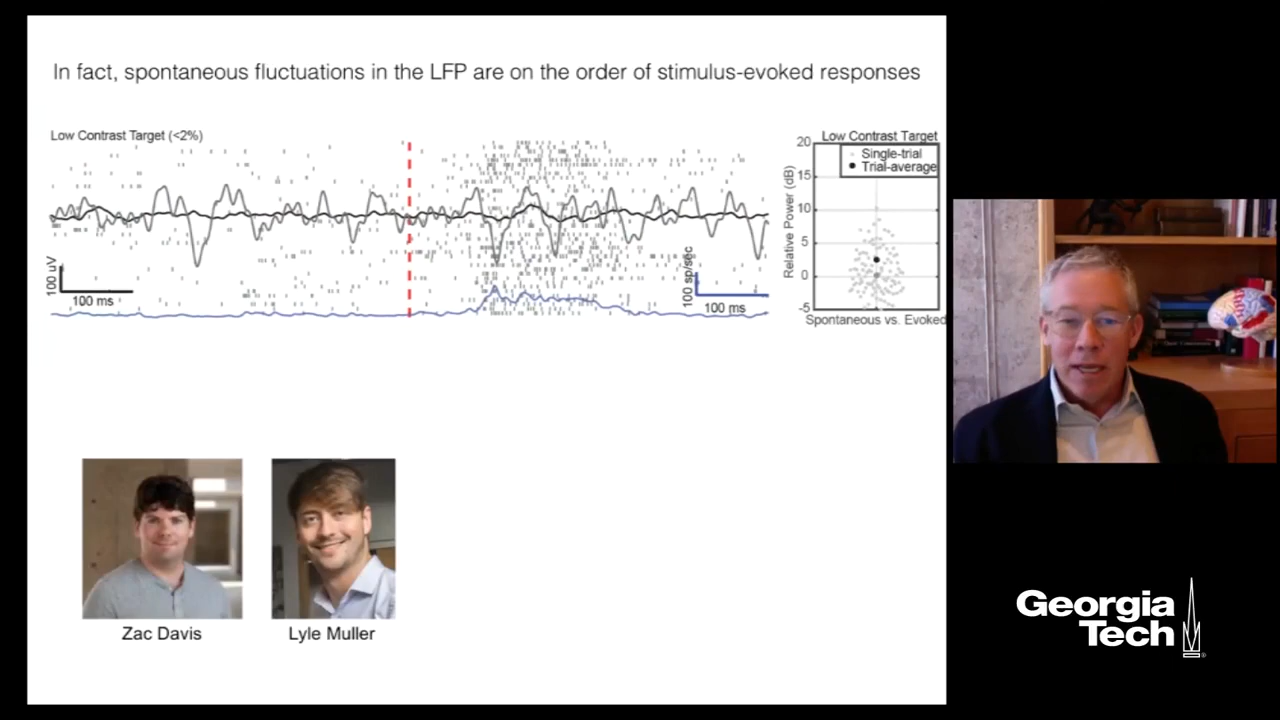 In fact, spontaneous fluctuations in the LFP are on the order of stimulus-evoked responses
Low Contrast Target (<2%)
100 uV
100 ms
100 sp/sec
100 ms
Low Contrast Target
Single-trial
Trial-average
Relative Power (dB)
20
15
10
5
0
-5
Spontaneous vs. Evoked
Zac Davis
Lyle Muller
Georgia
Tech